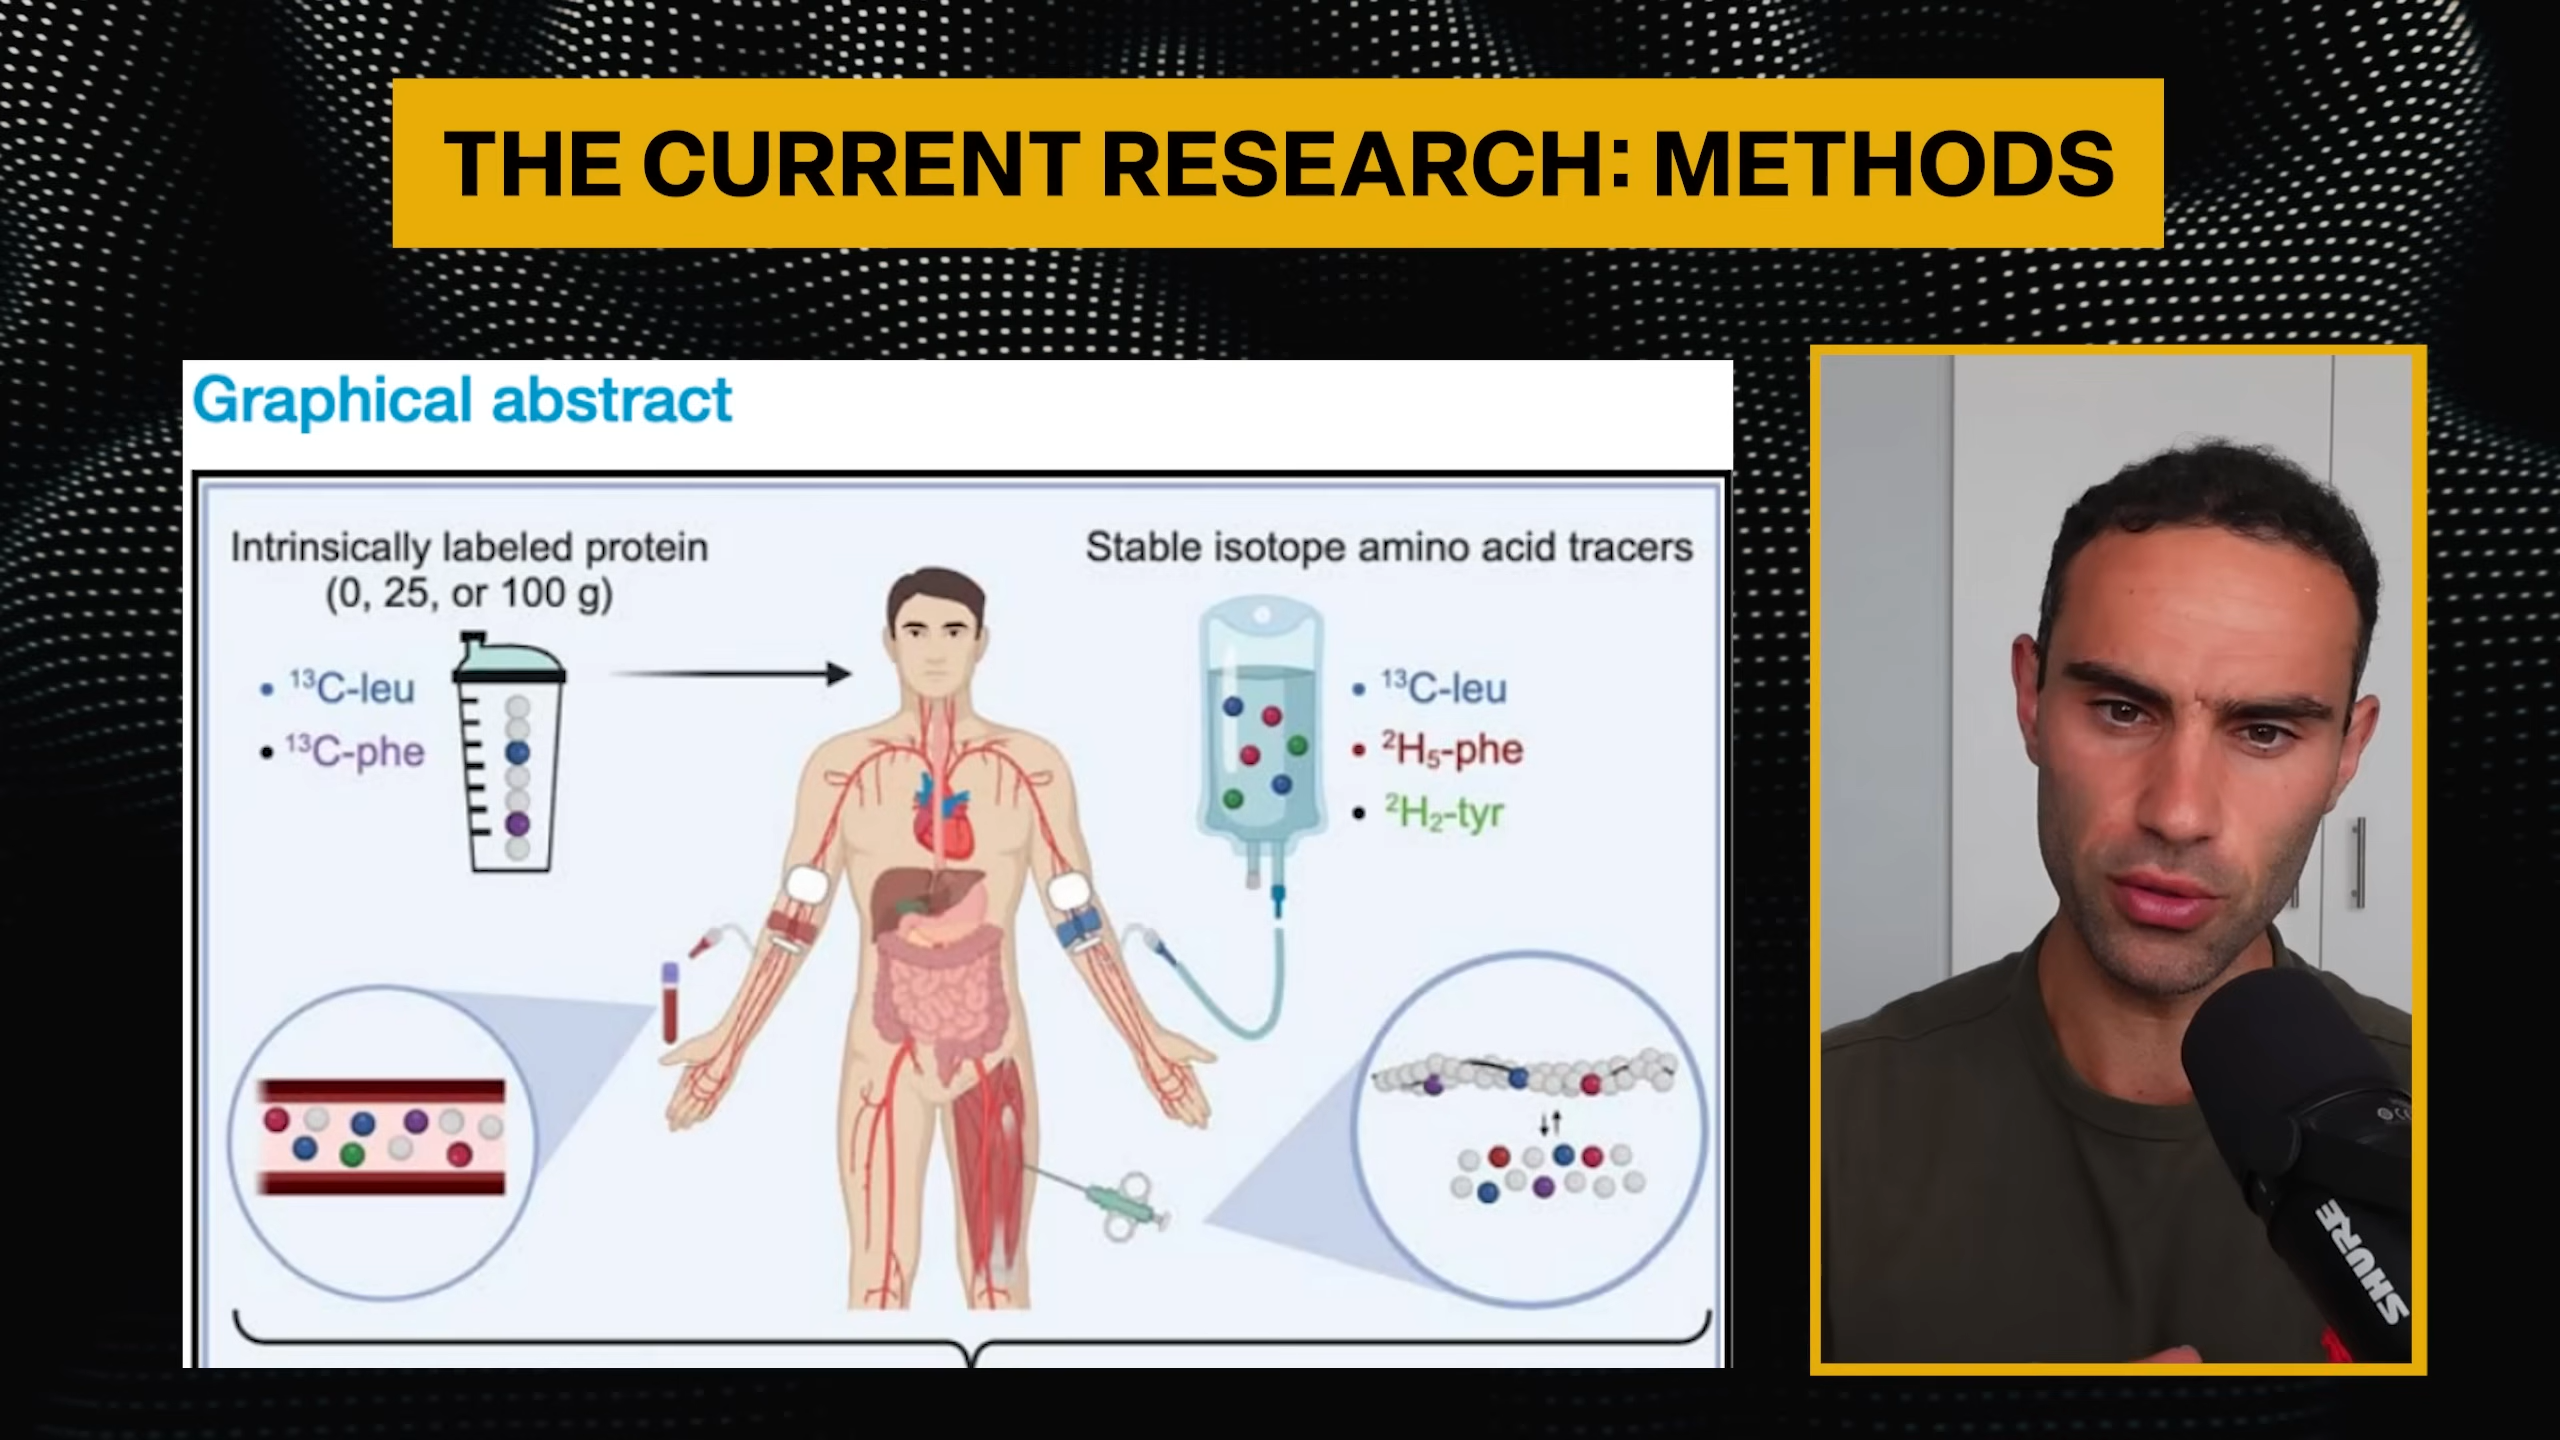 THE CURRENT RESEARCH: METHODS
Graphical abstract
Intrinsically labeled protein
(0, 25, or 100 g)
• ¹³C-leu
• ¹³C-phe
Stable isotope amino acid tracers
• ¹³C-leu
• ²H₅-phe
• ²H₂-tyr
SHURE